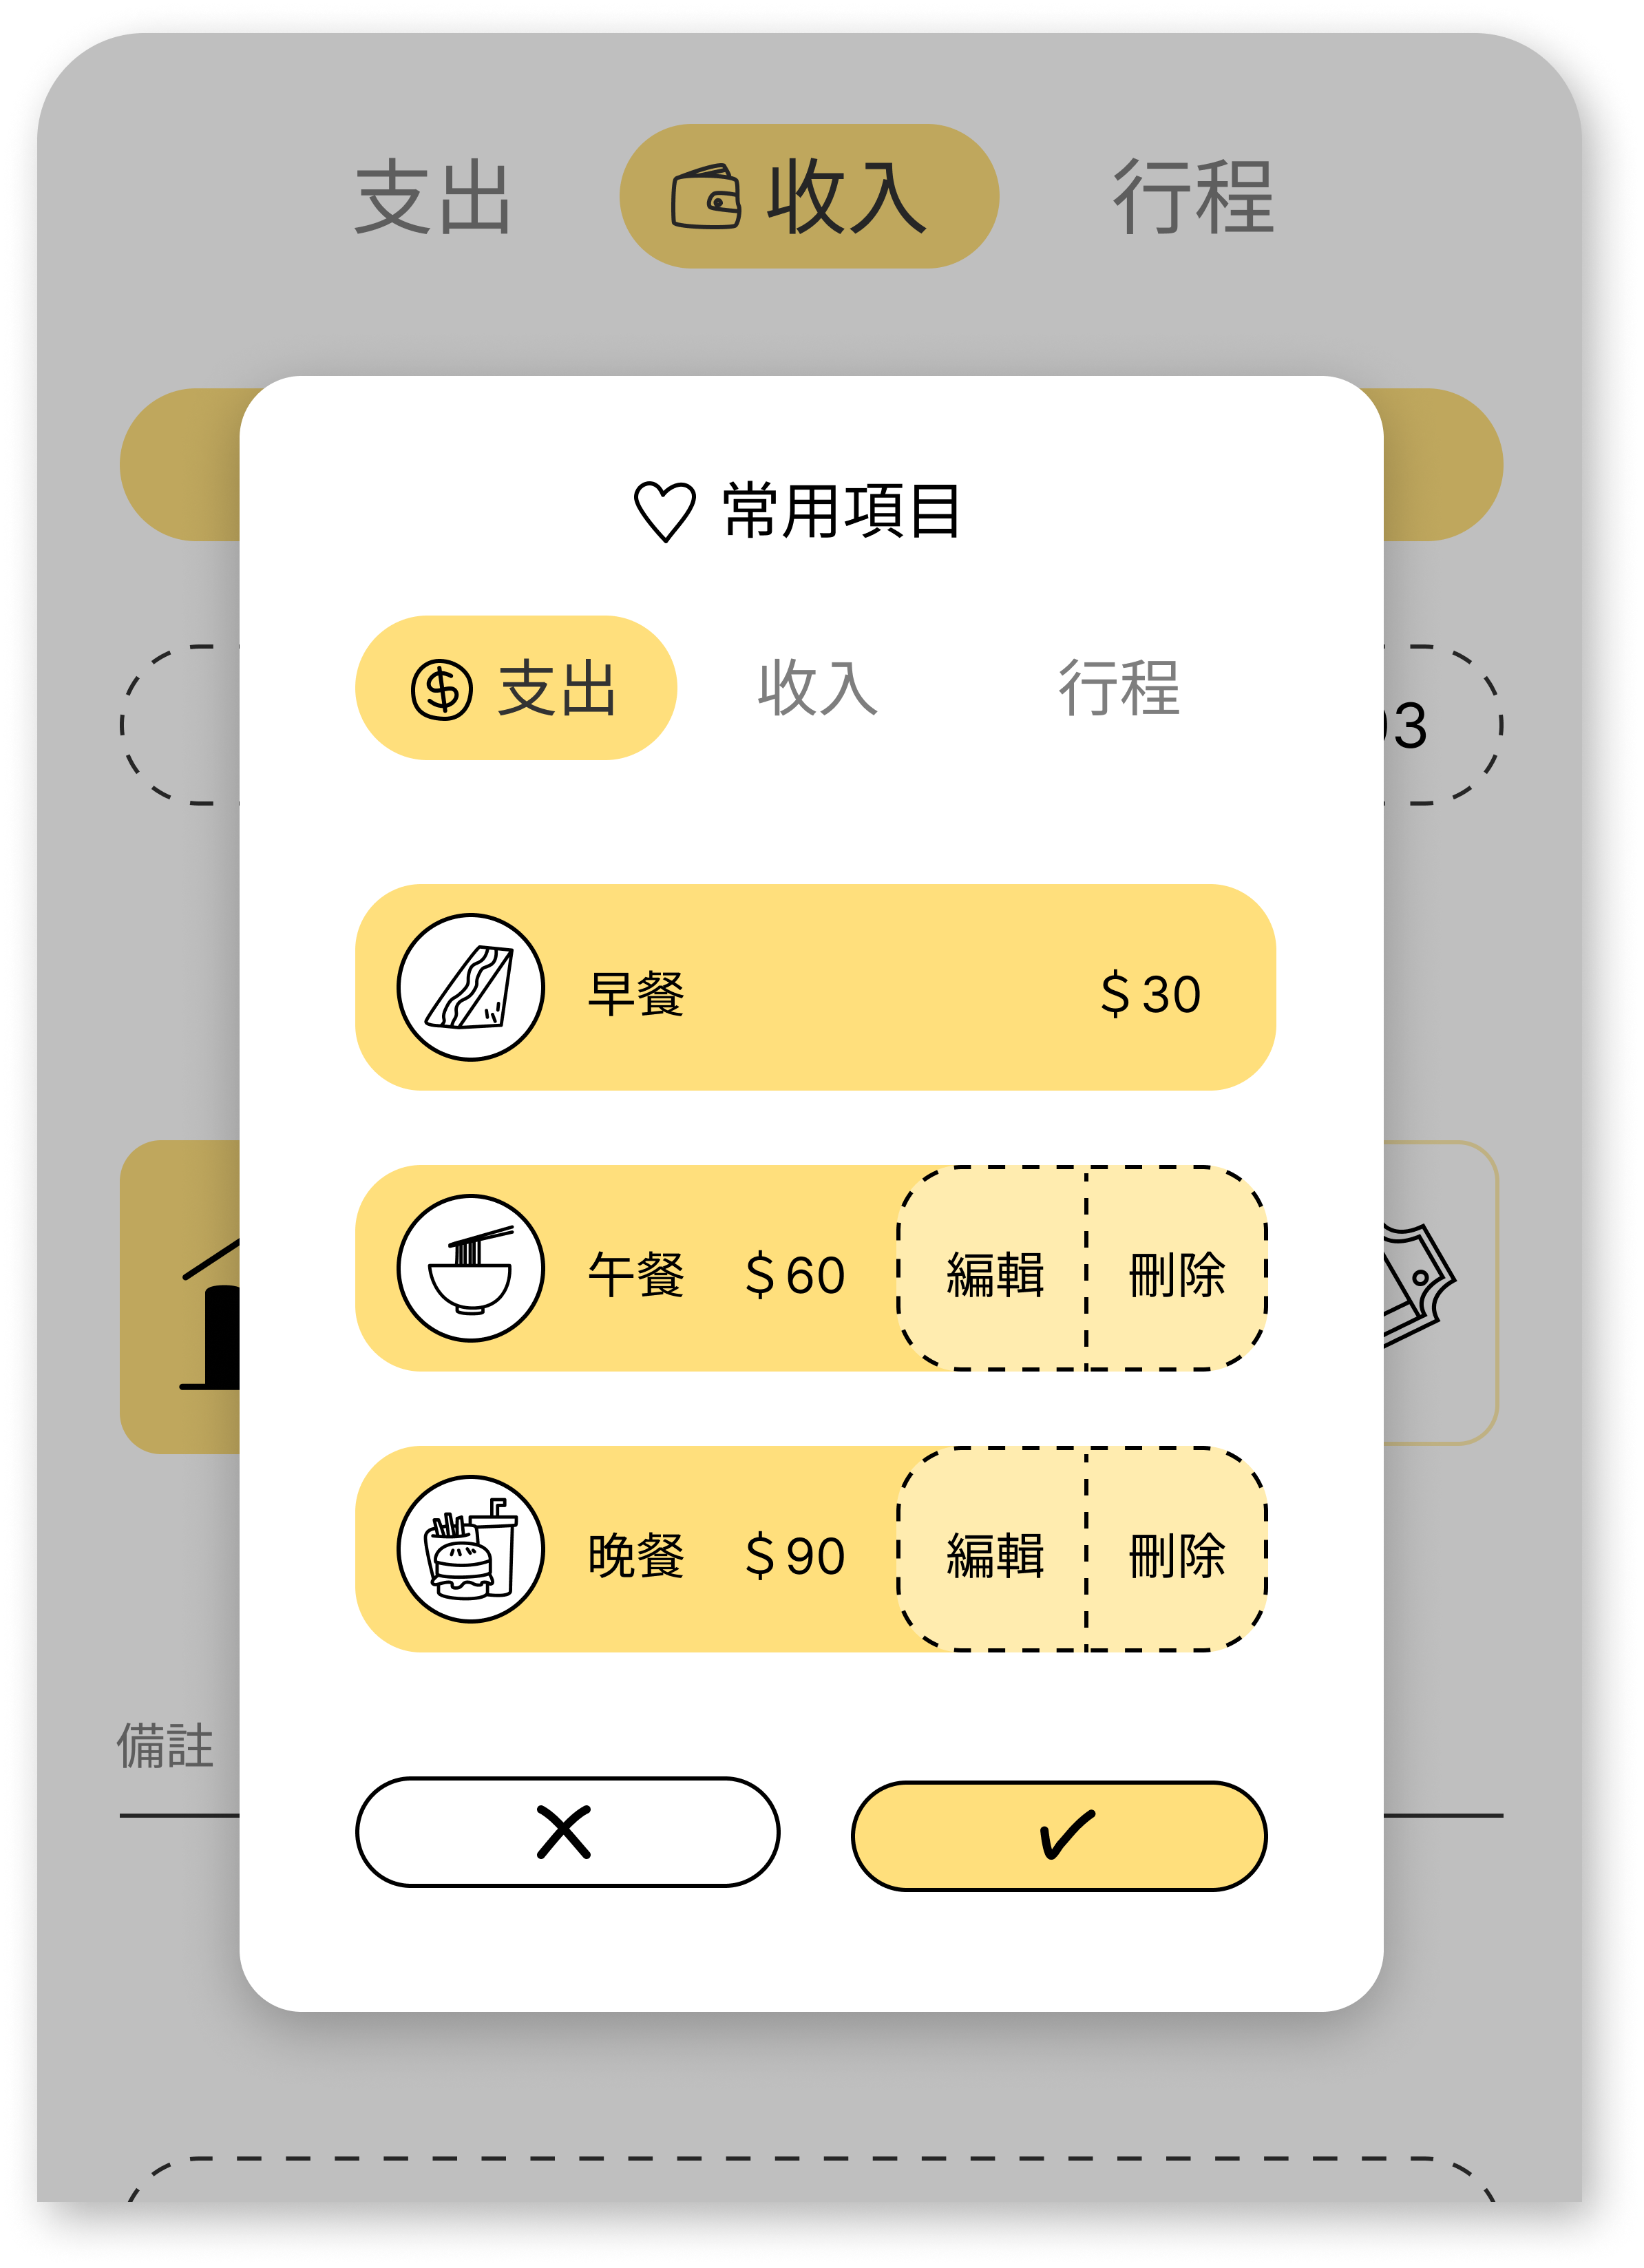 支出 收入 行程
常用項目
支出 收入 行程
03
早餐 $30
午餐 $60 編輯 刪除
晚餐 $90 編輯 刪除
備註